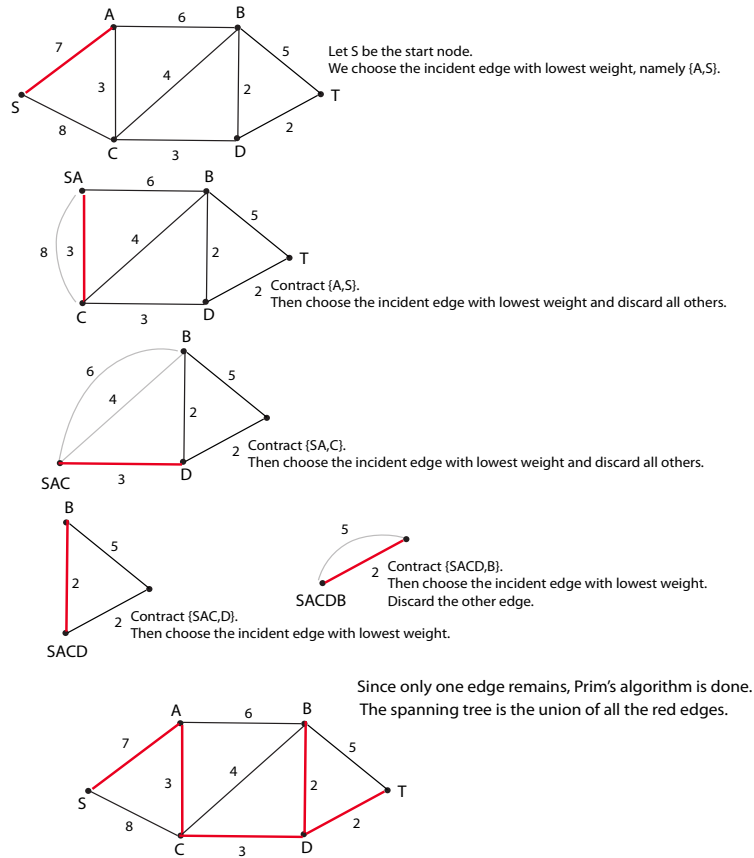 A
6
B
7
5
Let S be the start node.
We choose the incident edge with lowest weight, namely {A,S}.
3
4
2
S
T
8
2
C
3
D
SA
6
B
5
8
3
4
2
T
2
Contract {A,S}.
Then choose the incident edge with lowest weight and discard all others.
C
3
D
B
6
5
4
2
2
Contract {SA,C}.
Then choose the incident edge with lowest weight and discard all others.
SAC
3
D
B
5
2
2
Contract {SAC,D}.
Then choose the incident edge with lowest weight.
SACD
5
2
Contract {SACD,B}.
Then choose the incident edge with lowest weight.
Discard the other edge.
SACDB
Since only one edge remains, Prim's algorithm is done.
The spanning tree is the union of all the red edges.
A
6
B
7
5
3
4
2
S
T
8
2
C
3
D